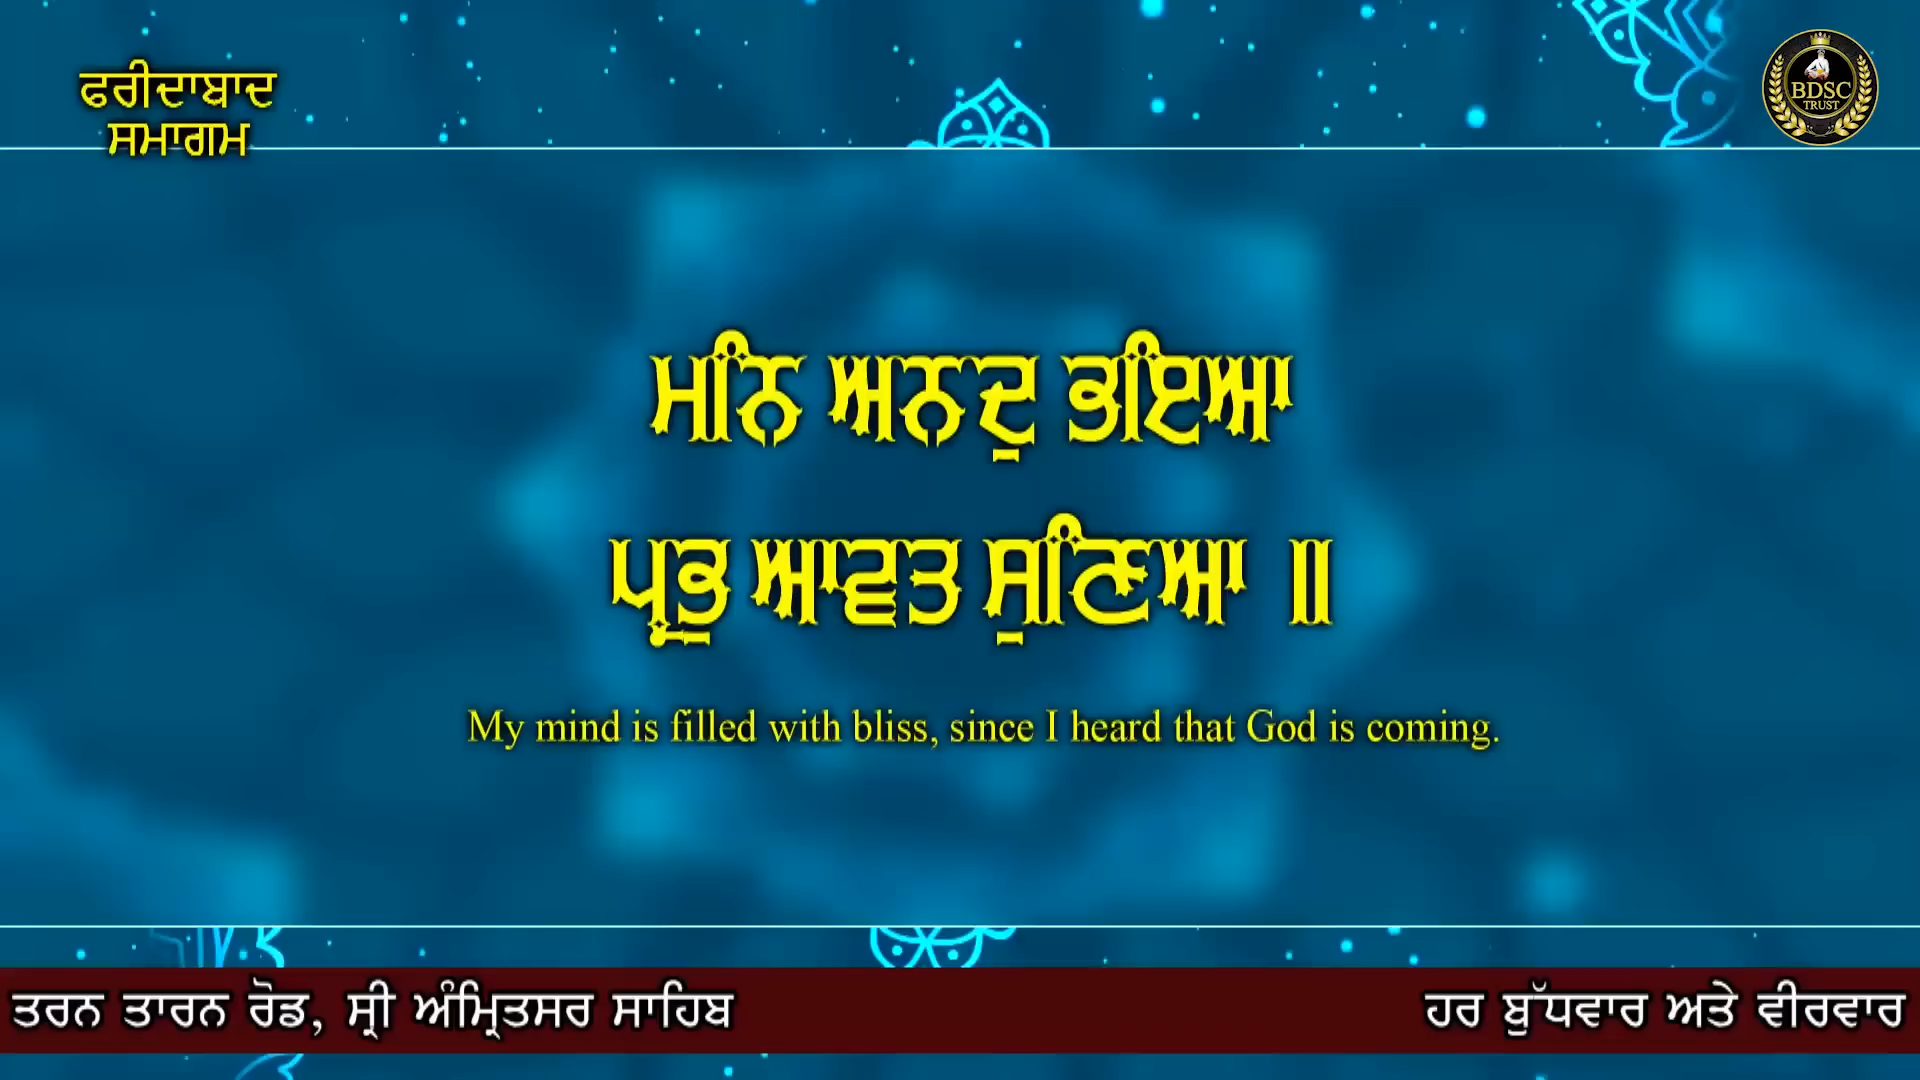 ਫਰੀਦਾਬਾਦ
ਸਮਾਗਮ
BDSC
TRUST
ਮਨਿ ਅਨਦੁ ਭਇਆ
ਪ੍ਰਭੁ ਆਵਤ ਸੁਣਿਆ ॥
My mind is filled with bliss, since I heard that God is coming.
ਤਰਨ ਤਾਰਨ ਰੋਡ, ਸ੍ਰੀ ਅੰਮ੍ਰਿਤਸਰ ਸਾਹਿਬ
ਹਰ ਬੁੱਧਵਾਰ ਅਤੇ ਵੀਰਵਾਰ